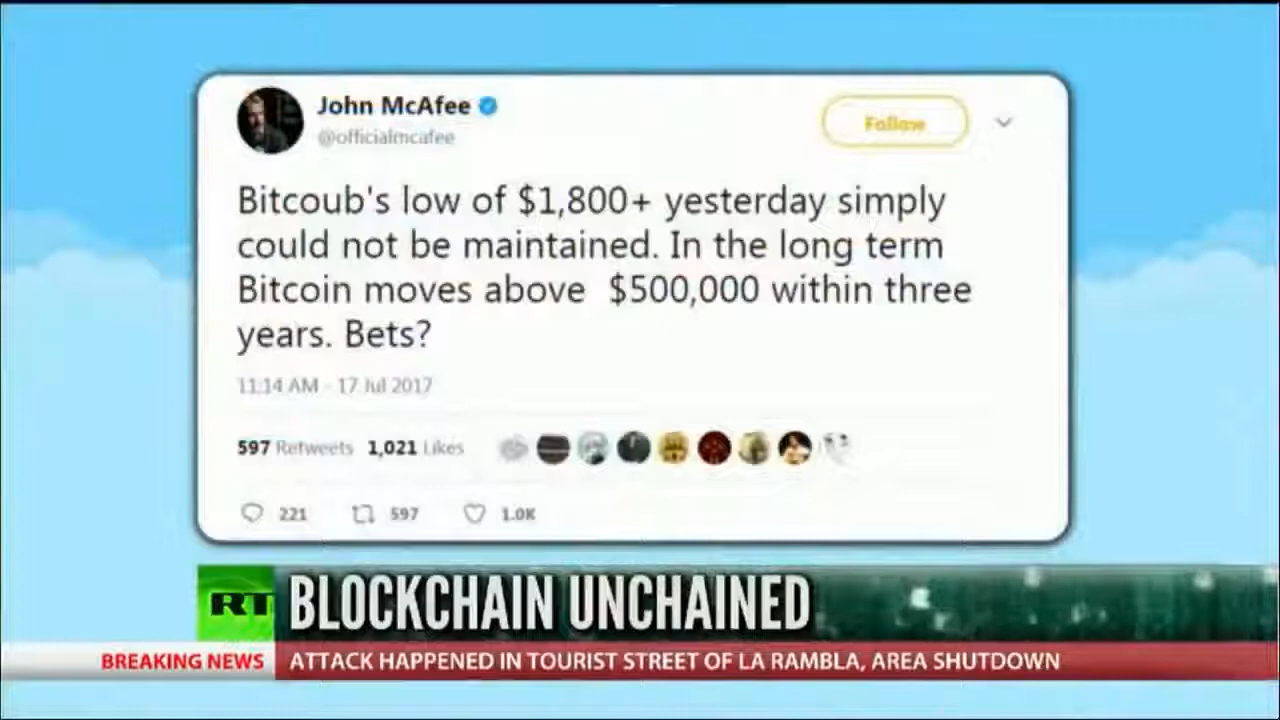 John McAfee
@officialmcafee
Follow
Bitcoub's low of $1,800+ yesterday simply
could not be maintained. In the long term
Bitcoin moves above $500,000 within three
years. Bets?
11:14 AM - 17 Jul 2017
597 Retweets 1,021 Likes
221 597 1.0K
RT BLOCKCHAIN UNCHAINED
BREAKING NEWS ATTACK HAPPENED IN TOURIST STREET OF LA RAMBLA, AREA SHUTDOWN